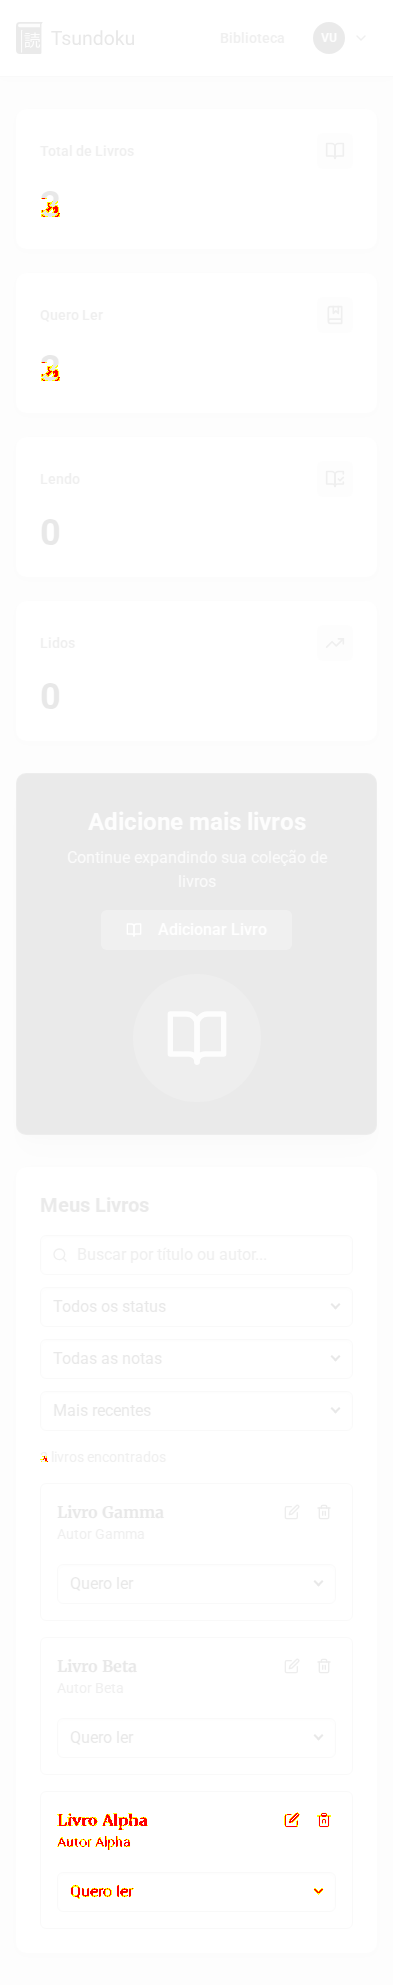 読 Tsundoku
Biblioteca
VU
Total de Livros
Quero Ler
Lendo
0
Lidos
0
Adicione mais livros
Continue expandindo sua coleção de
livros
Adicionar Livro
Meus Livros
Buscar por título ou autor...
Todos os status
Todas as notas
Mais recentes
livros encontrados
Livro Gamma
Autor Gamma
Quero ler
Livro Beta
Autor Beta
Quero ler
Livro Alpha
Autor Alpha
Quero ler